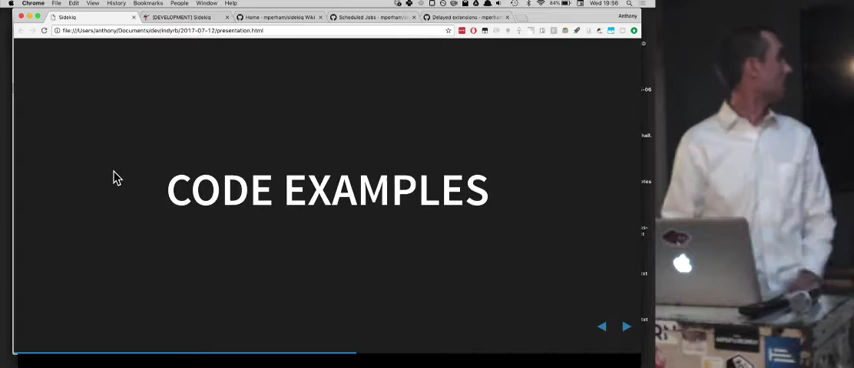 Chrome File Edit View History Bookmarks People Window Help 84% Wed 19:56
Sidekiq [DEVELOPMENT] Sidekiq Home · mperham/sidekiq Wiki Scheduled Jobs · mperham/ Delayed extensions · mperham Anthony
file:///Users/anthony/Documents/dev/indyrb/2017-07-12/presentation.html
CODE EXAMPLES